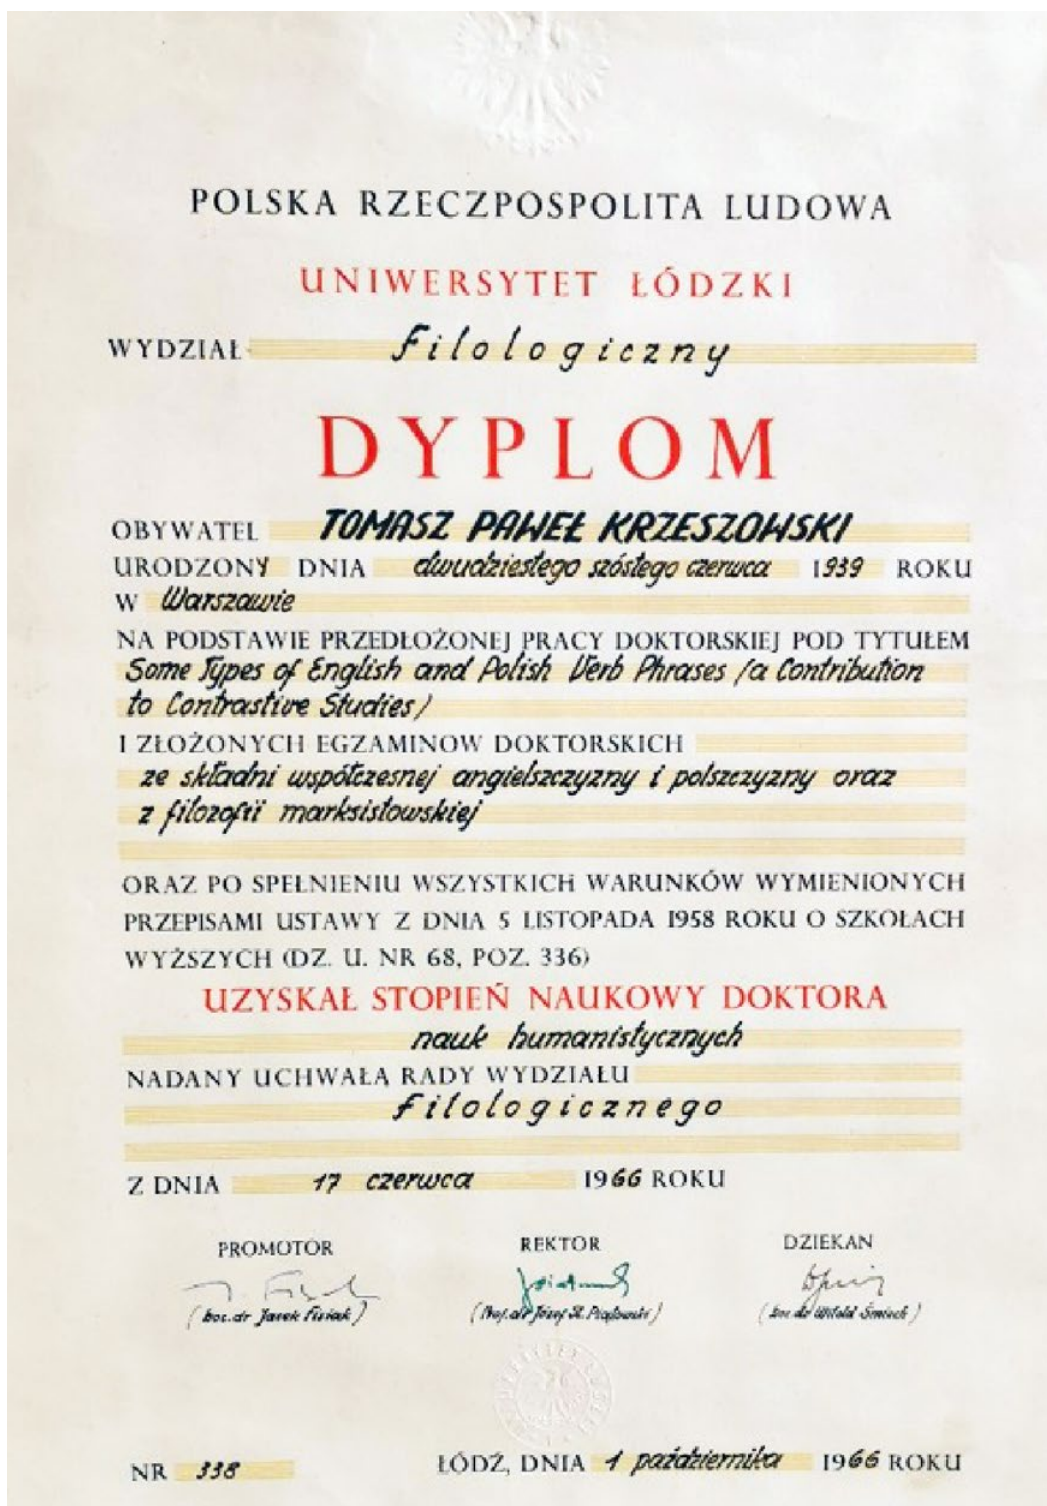 POLSKA RZECZPOSPOLITA LUDOWA
UNIWERSYTET ŁÓDZKI
WYDZIAŁ Filologiczny
DYPLOM
OBYWATEL TOMASZ PAWEŁ KRZESZOWSKI
URODZONY DNIA dwudziestego szóstego czerwca 1939 ROKU
W Warszawie
NA PODSTAWIE PRZEDŁOŻONEJ PRACY DOKTORSKIEJ POD TYTUŁEM
Some Types of English and Polish Verb Phrases /a Contribution
to Contrastive Studies/
I ZŁOŻONYCH EGZAMINOW DOKTORSKICH
ze składni współczesnej angielszczyzny i polszczyzny oraz
z filozofii marksistowskiej
ORAZ PO SPEŁNIENIU WSZYSTKICH WARUNKÓW WYMIENIONYCH
PRZEPISAMI USTAWY Z DNIA 5 LISTOPADA 1958 ROKU O SZKOŁACH
WYŻSZYCH (DZ. U. NR 68, POZ. 336)
UZYSKAŁ STOPIEŃ NAUKOWY DOKTORA
nauk humanistycznych
NADANY UCHWAŁĄ RADY WYDZIAŁU
Filologicznego
Z DNIA 17 czerwca 1966 ROKU
PROMOTOR REKTOR DZIEKAN
(Doc. dr Jacek Fisiak) (Prof. dr Józef St. Piątowski) (Doc. dr Witold Śmiech)
NR 338 ŁÓDŹ, DNIA 1 października 1966 ROKU